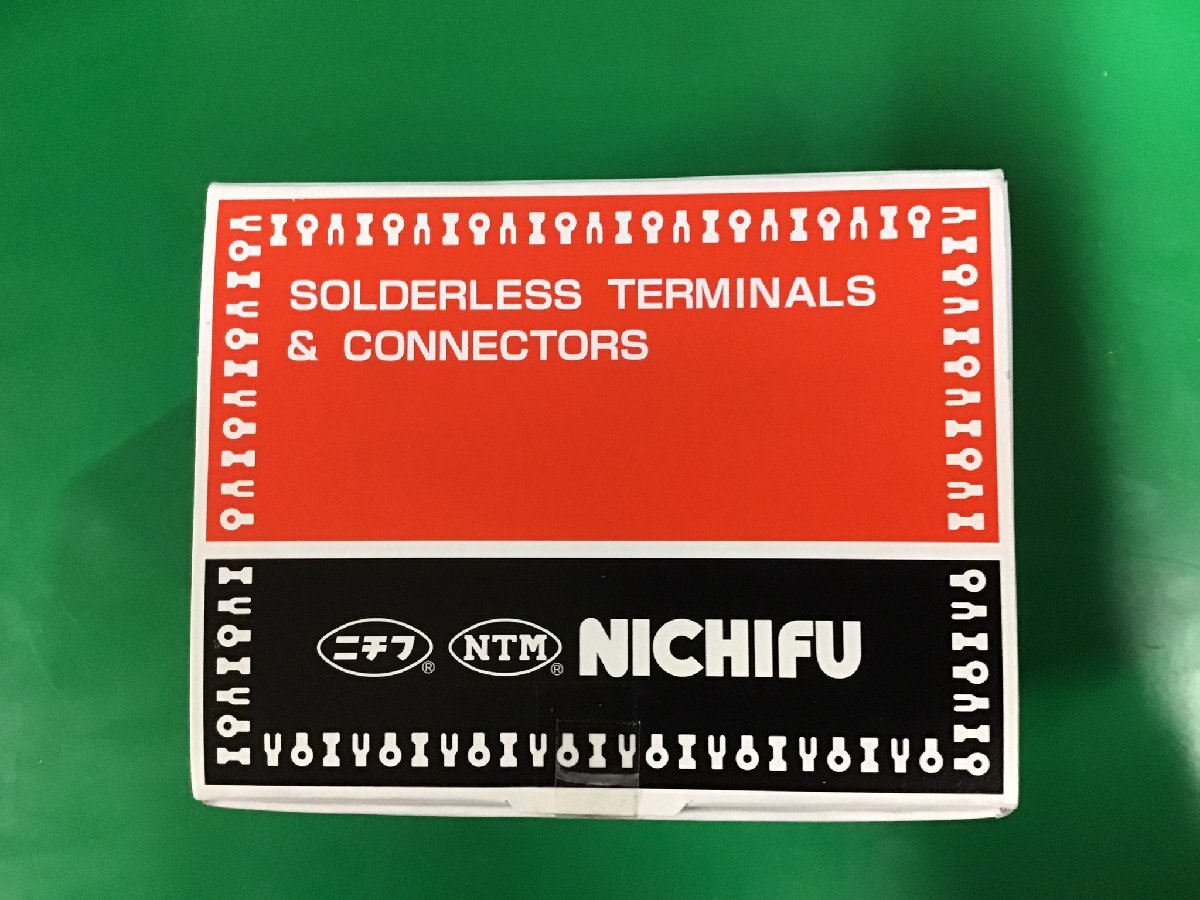 SOLDERLESS TERMINALS
& CONNECTORS
ニチフ® NTM® NICHIFU